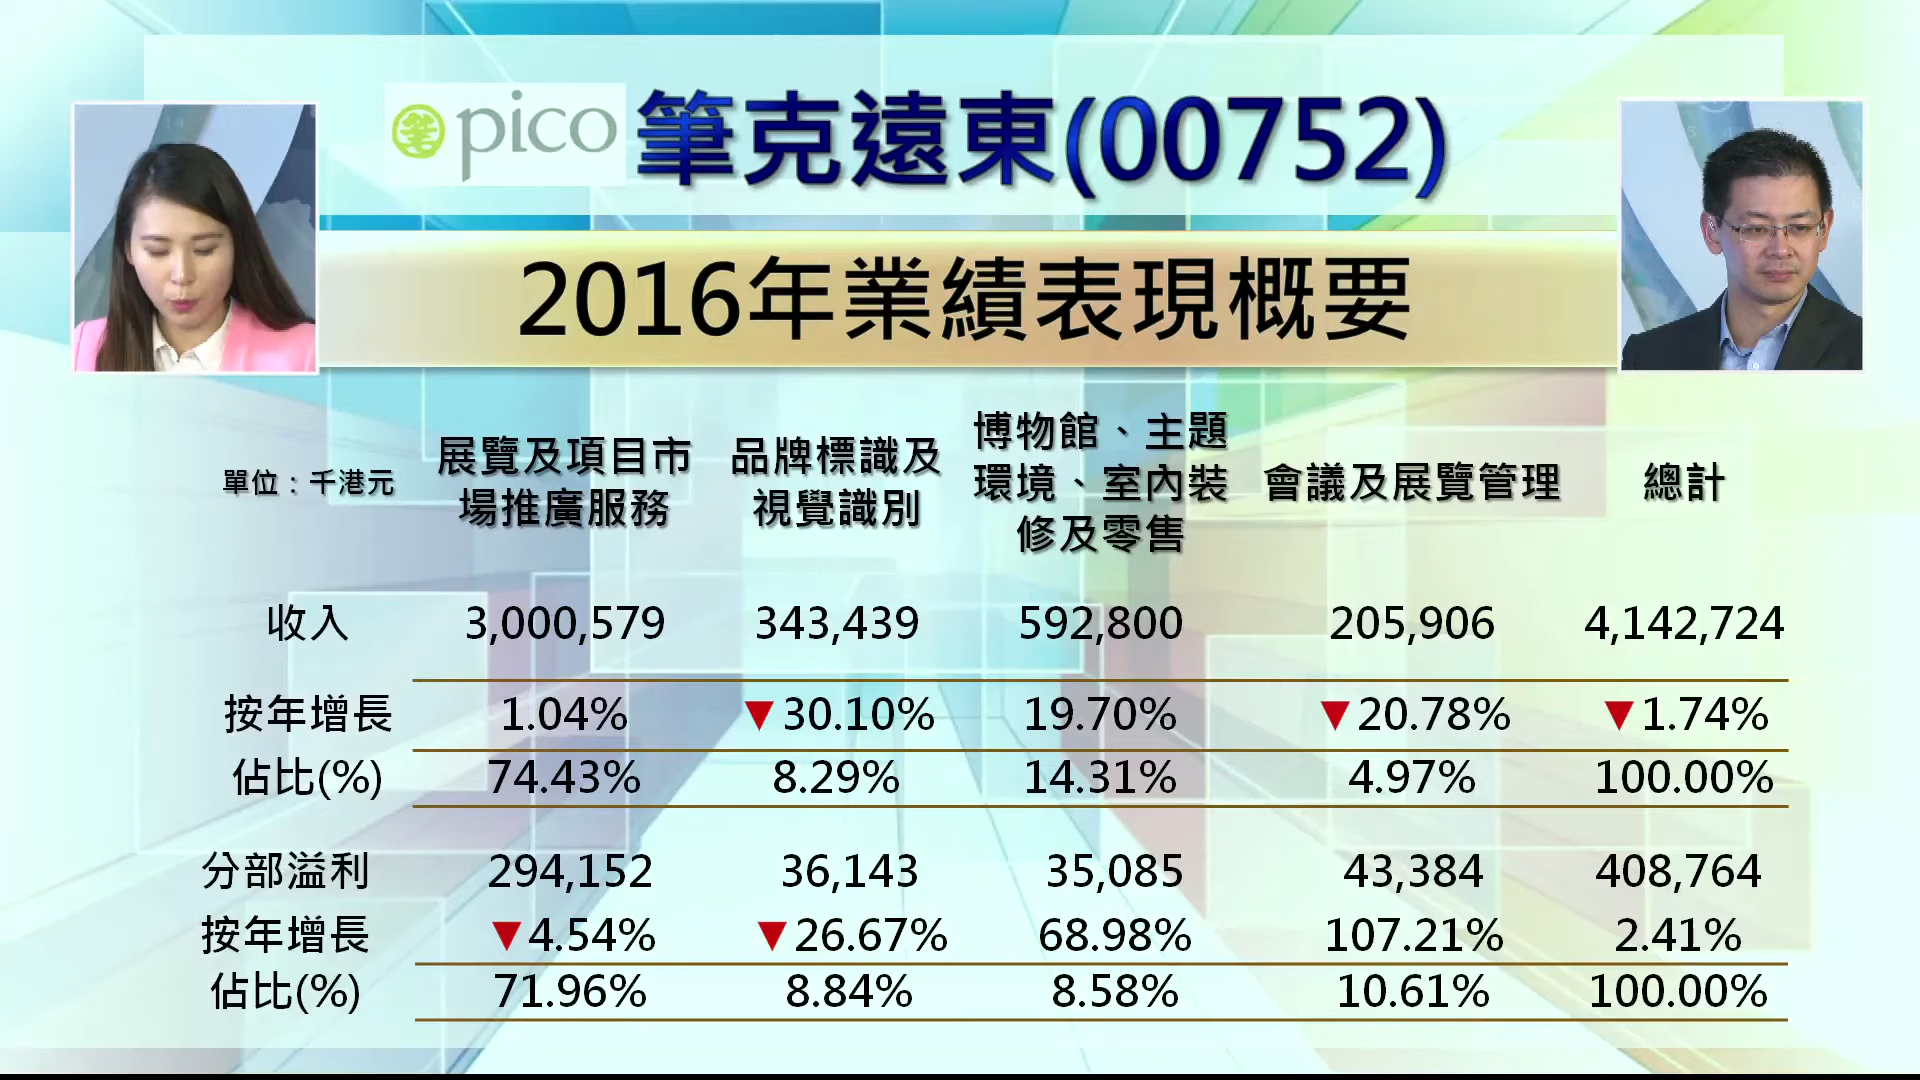 pico 筆克遠東(00752)
2016年業績表現概要
單位：千港元
展覽及項目市
場推廣服務
品牌標識及
視覺識別
博物館、主題
環境、室內裝
修及零售
會議及展覽管理
總計
收入 3,000,579 343,439 592,800 205,906 4,142,724
按年增長 1.04% ▼30.10% 19.70% ▼20.78% ▼1.74%
佔比(%) 74.43% 8.29% 14.31% 4.97% 100.00%
分部溢利 294,152 36,143 35,085 43,384 408,764
按年增長 ▼4.54% ▼26.67% 68.98% 107.21% 2.41%
佔比(%) 71.96% 8.84% 8.58% 10.61% 100.00%